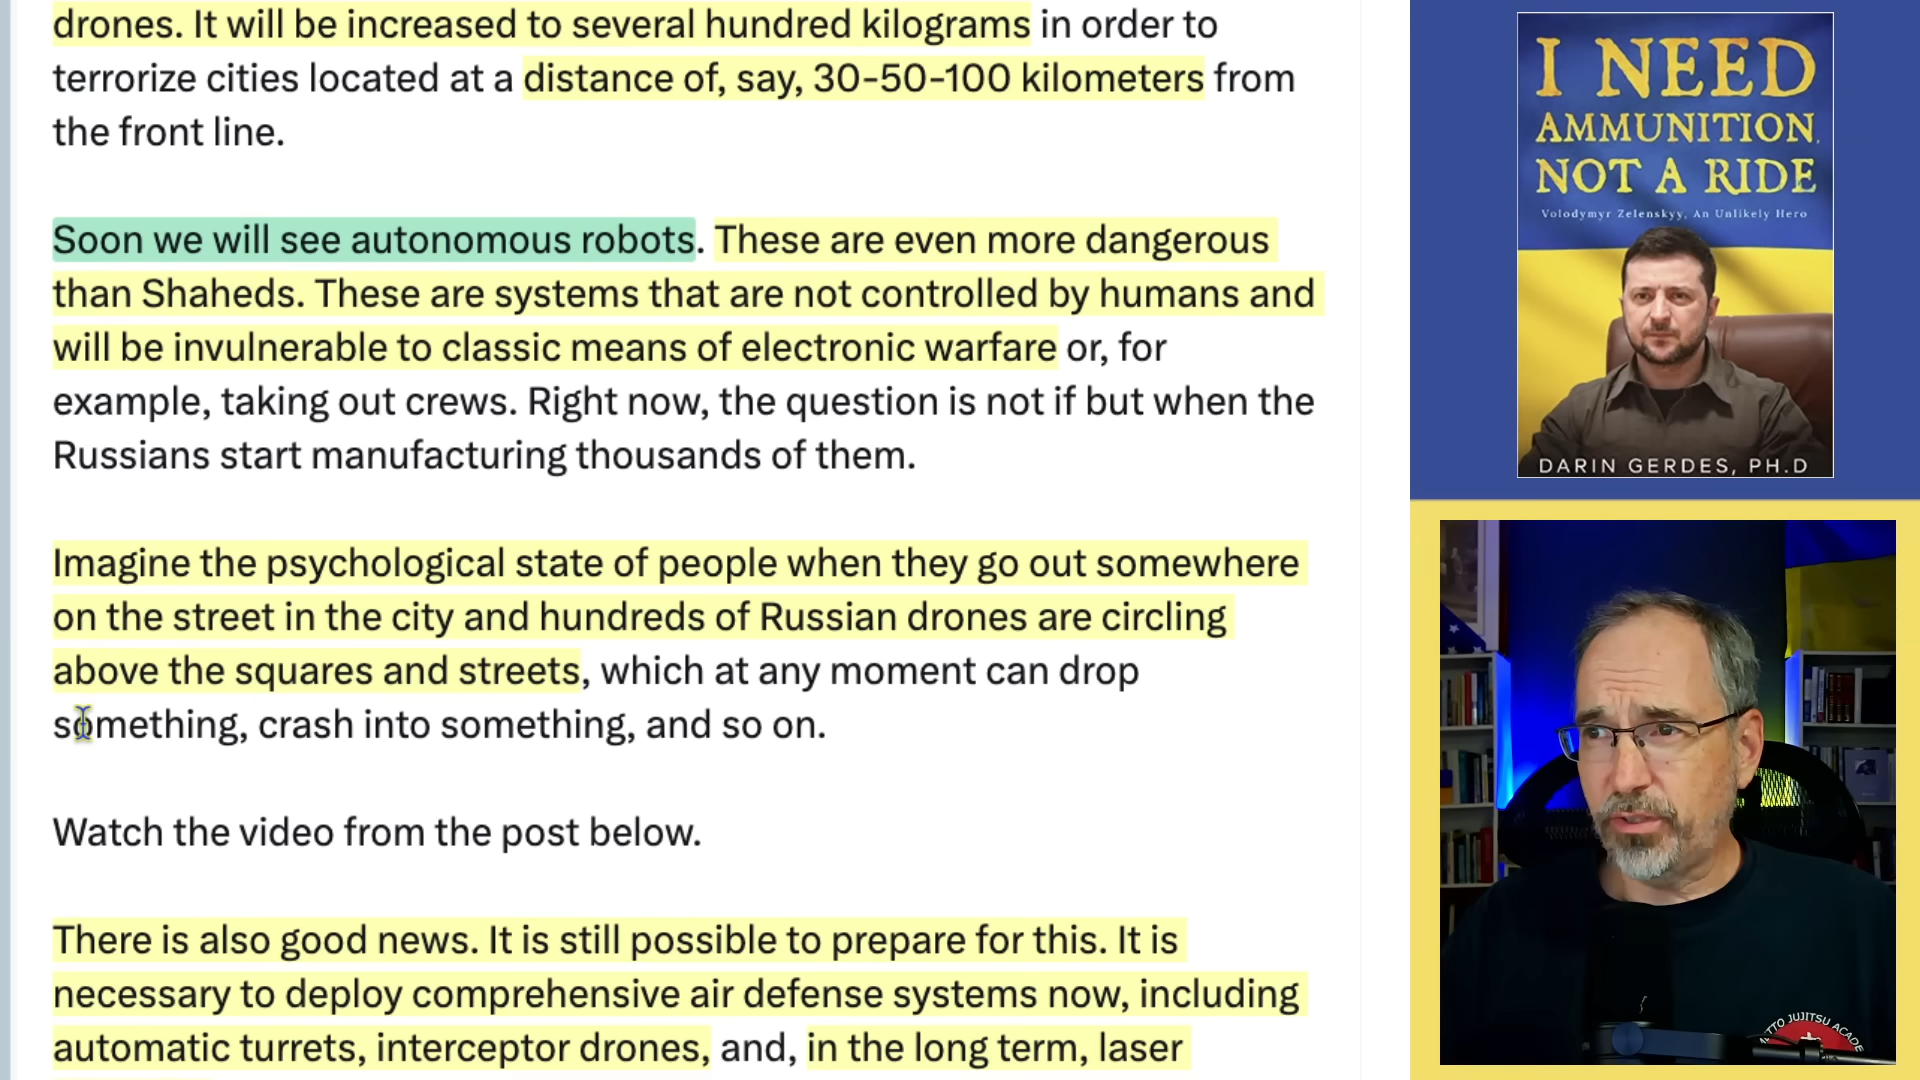 drones. It will be increased to several hundred kilograms in order to
terrorize cities located at a distance of, say, 30-50-100 kilometers from
the front line.
Soon we will see autonomous robots. These are even more dangerous
than Shaheds. These are systems that are not controlled by humans and
will be invulnerable to classic means of electronic warfare or, for
example, taking out crews. Right now, the question is not if but when the
Russians start manufacturing thousands of them.
Imagine the psychological state of people when they go out somewhere
on the street in the city and hundreds of Russian drones are circling
above the squares and streets, which at any moment can drop
something, crash into something, and so on.
Watch the video from the post below.
There is also good news. It is still possible to prepare for this. It is
necessary to deploy comprehensive air defense systems now, including
automatic turrets, interceptor drones, and, in the long term, laser
I NEED
AMMUNITION,
NOT A RIDE
Volodymyr Zelenskyy, An Unlikely Hero
DARIN GERDES, PH.D
JUJITSU